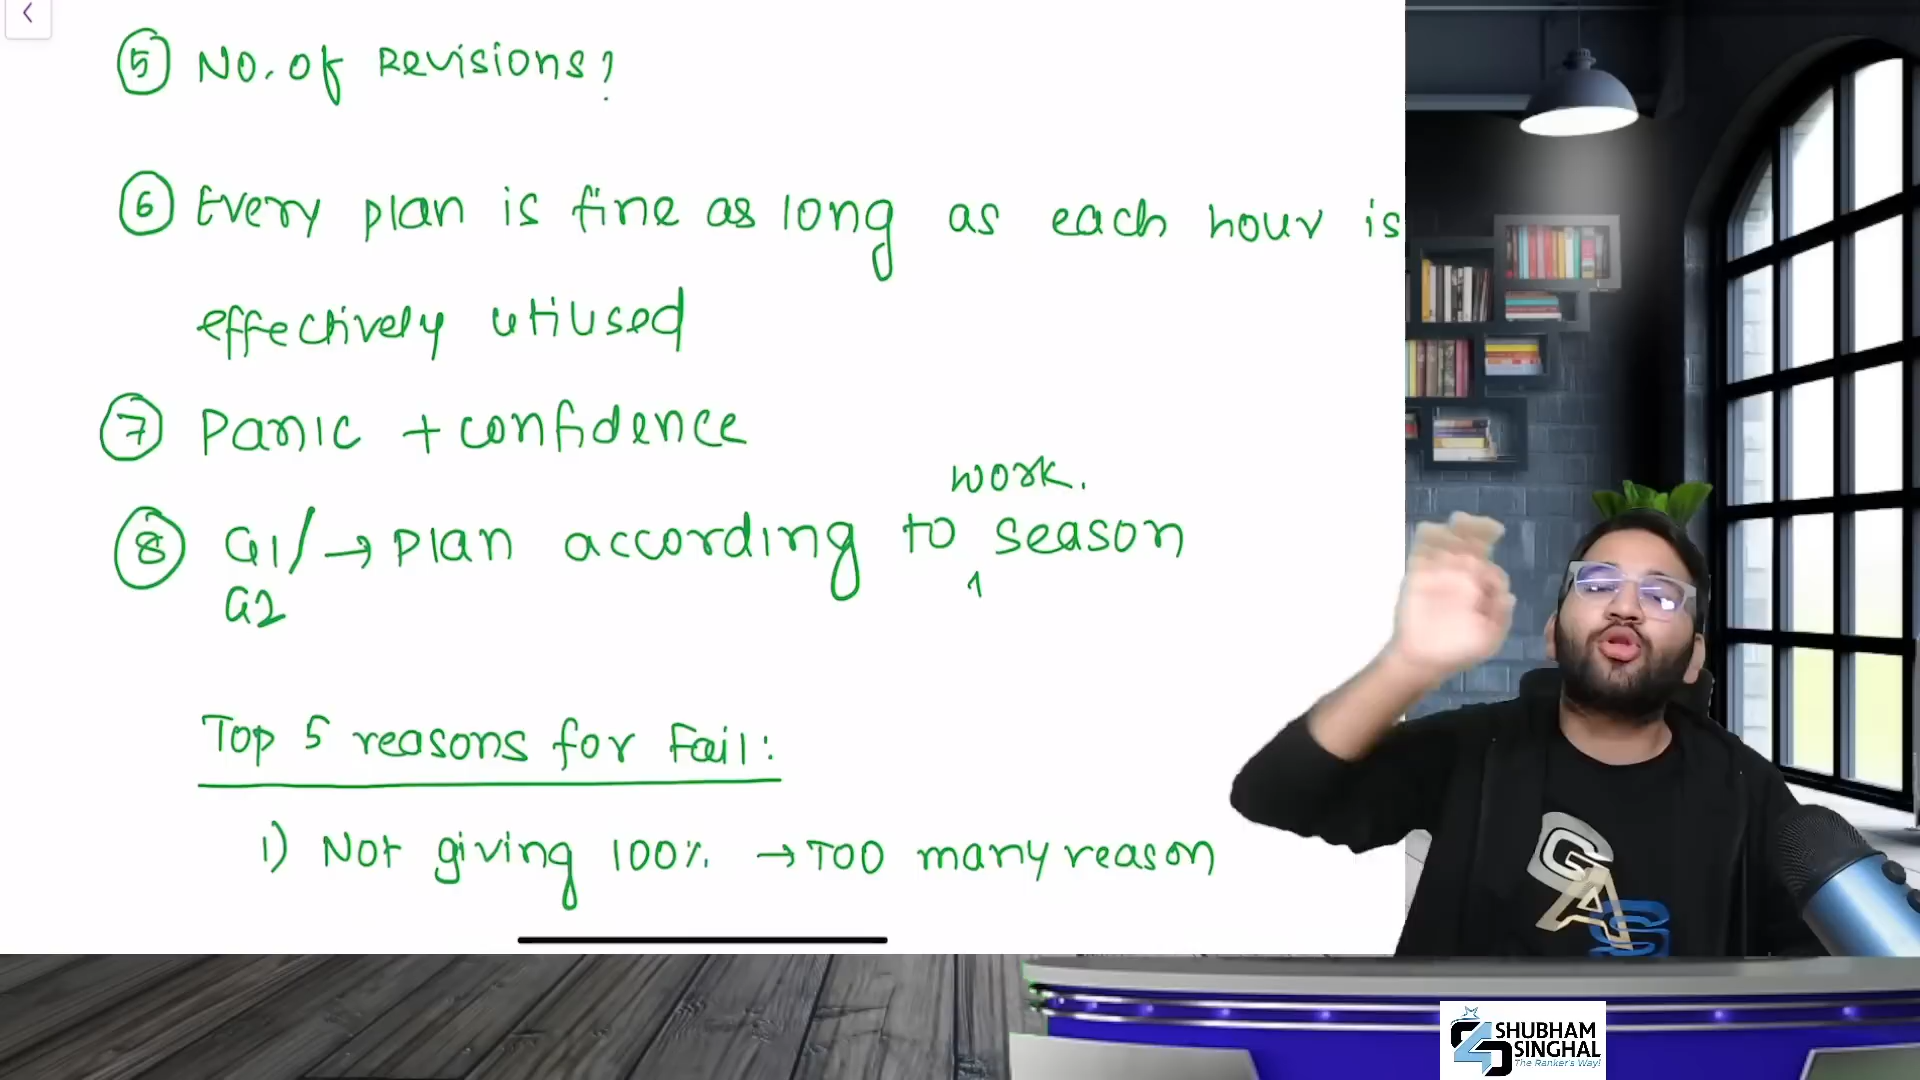 5 No. of Revisions?
6 Every plan is fine as long as each hour is
effectively utilised
7 Panic + confidence
work.
8 G1/ → plan according to season
G2
Top 5 reasons for Fail:
1) Not giving 100% → Too many reason
GAS
SHUBHAM
SINGHAL
The Ranker's Way!